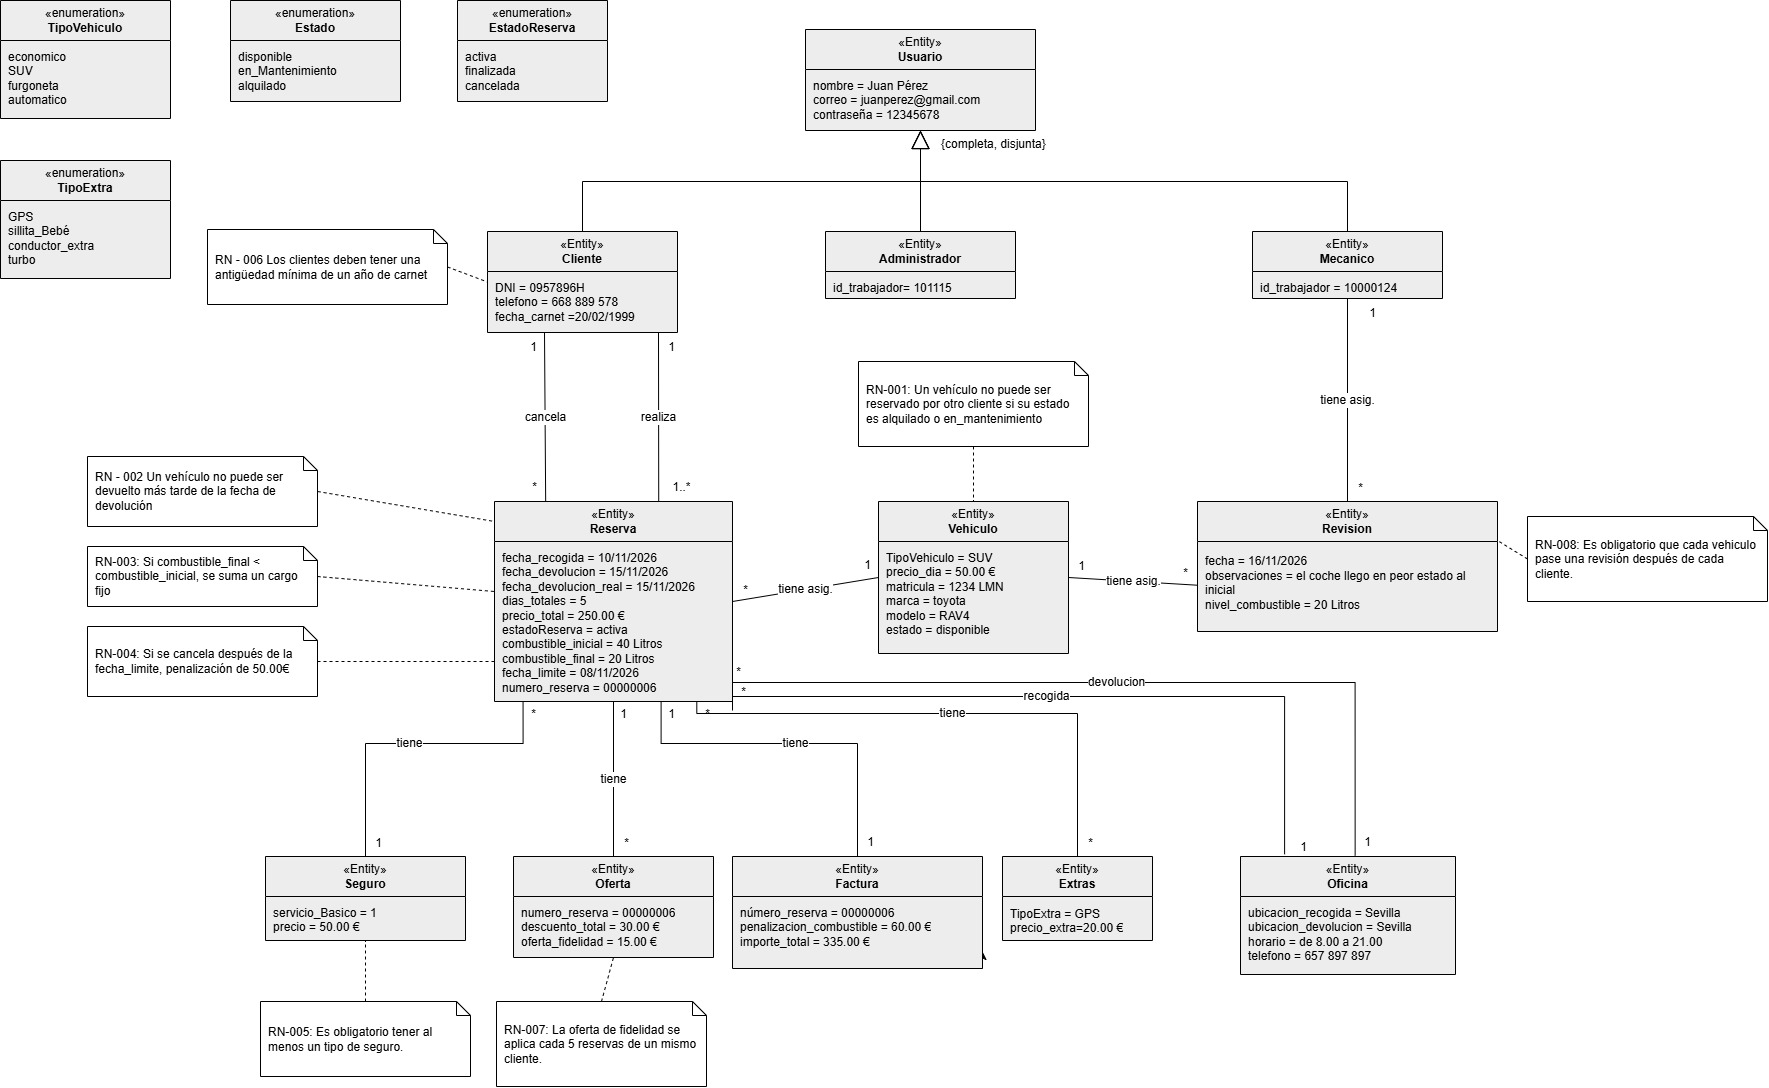 «enumeration»
TipoVehiculo
economico
SUV
furgoneta
automatico
«enumeration»
Estado
disponible
en_Mantenimiento
alquilado
«enumeration»
EstadoReserva
activa
finalizada
cancelada
«Entity»
Usuario
nombre = Juan Pérez
correo = juanperez@gmail.com
contraseña = 12345678
{completa, disjunta}
«enumeration»
TipoExtra
GPS
sillita_Bebé
conductor_extra
turbo
RN - 006 Los clientes deben tener una
antigüedad mínima de un año de carnet
«Entity»
Cliente
DNI = 0957896H
telefono = 668 889 578
fecha_carnet =20/02/1999
«Entity»
Administrador
id_trabajador= 101115
«Entity»
Mecanico
id_trabajador = 10000124
1
1
1
cancela
realiza
tiene asig.
*
1..*
*
RN-001: Un vehículo no puede ser
reservado por otro cliente si su estado
es alquilado o en_mantenimiento
RN - 002 Un vehículo no puede ser
devuelto más tarde de la fecha de
devolución
RN-003: Si combustible_final <
combustible_inicial, se suma un cargo
fijo
RN-004: Si se cancela después de la
fecha_limite, penalización de 50.00€
«Entity»
Reserva
fecha_recogida = 10/11/2026
fecha_devolucion = 15/11/2026
fecha_devolucion_real = 15/11/2026
dias_totales = 5
precio_total = 250.00 €
estadoReserva = activa
combustible_inicial = 40 Litros
combustible_final = 20 Litros
fecha_limite = 08/11/2026
numero_reserva = 00000006
*
tiene asig.
1
«Entity»
Vehiculo
TipoVehiculo = SUV
precio_dia = 50.00 €
matricula = 1234 LMN
marca = toyota
modelo = RAV4
estado = disponible
1
tiene asig.
*
«Entity»
Revision
fecha = 16/11/2026
observaciones = el coche llego en peor estado al
inicial
nivel_combustible = 20 Litros
RN-008: Es obligatorio que cada vehiculo
pase una revisión después de cada
cliente.
*
devolucion
*
recogida
*
1
1
*
tiene
tiene
tiene
tiene
1
*
1
*
1
1
«Entity»
Seguro
servicio_Basico = 1
precio = 50.00 €
«Entity»
Oferta
numero_reserva = 00000006
descuento_total = 30.00 €
oferta_fidelidad = 15.00 €
«Entity»
Factura
número_reserva = 00000006
penalizacion_combustible = 60.00 €
importe_total = 335.00 €
«Entity»
Extras
TipoExtra = GPS
precio_extra=20.00 €
«Entity»
Oficina
ubicacion_recogida = Sevilla
ubicacion_devolucion = Sevilla
horario = de 8.00 a 21.00
telefono = 657 897 897
RN-005: Es obligatorio tener al
menos un tipo de seguro.
RN-007: La oferta de fidelidad se
aplica cada 5 reservas de un mismo
cliente.